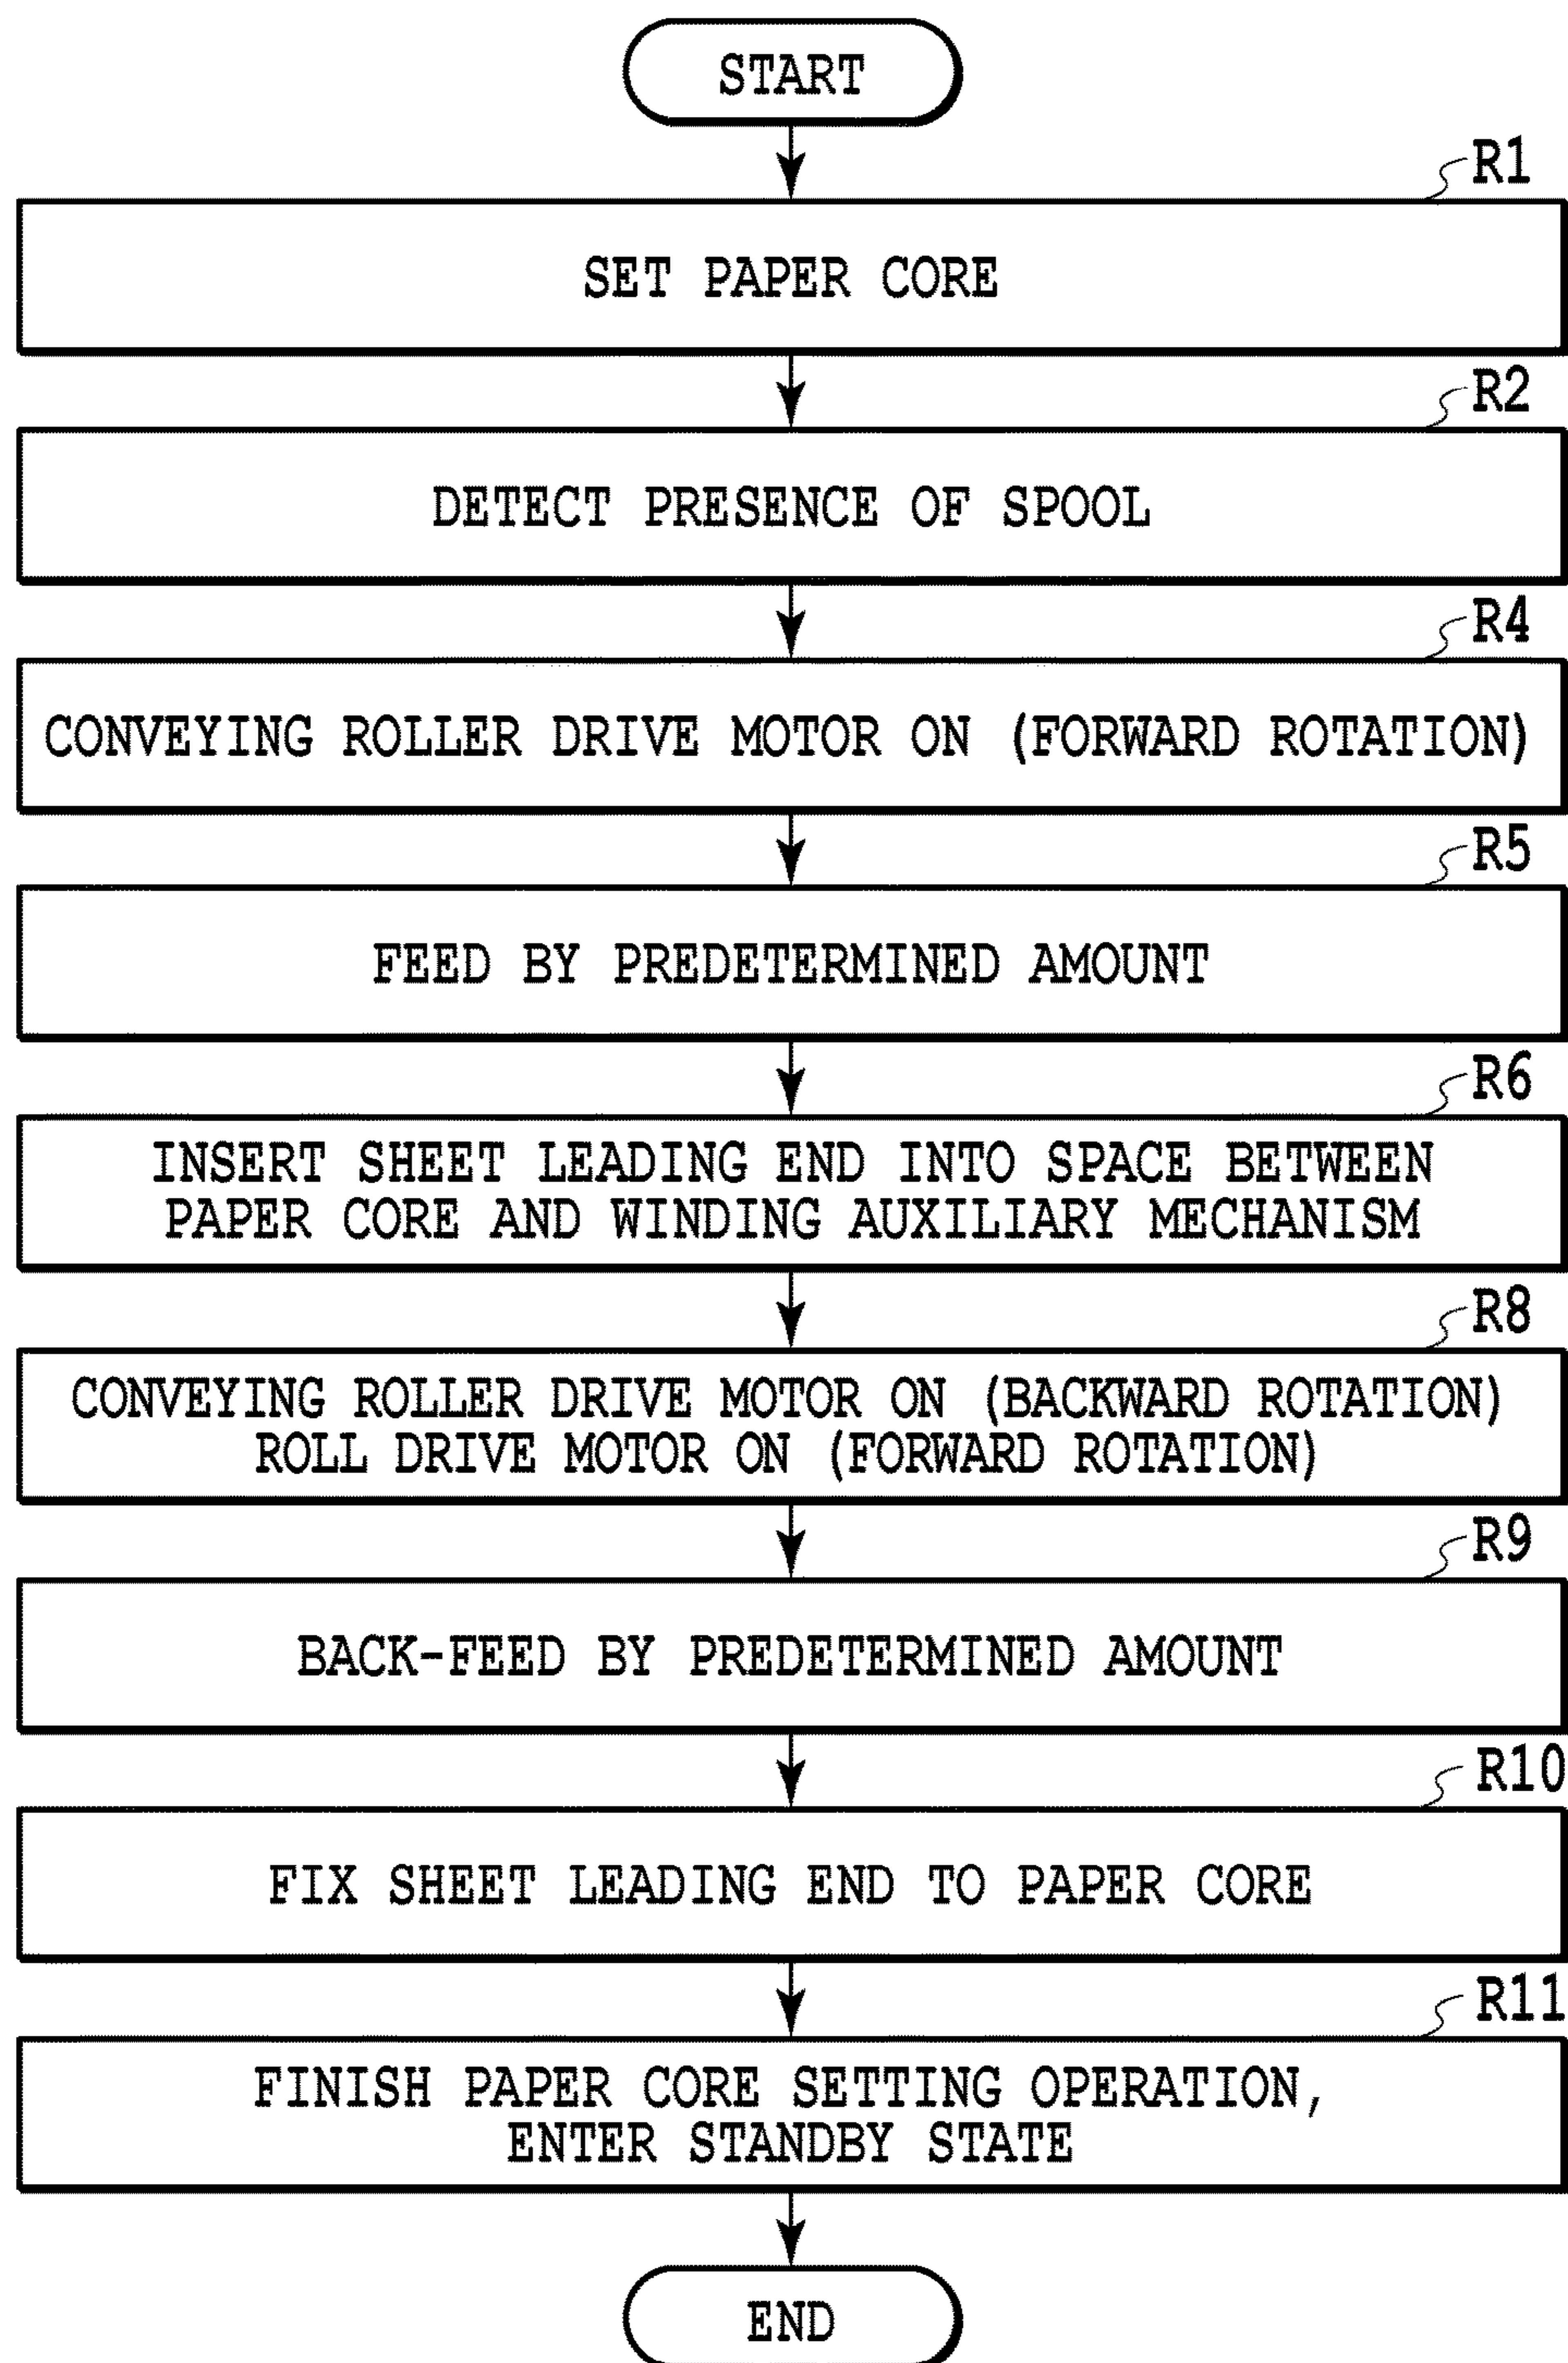 START
R1
SET PAPER CORE
R2
DETECT PRESENCE OF SPOOL
R4
CONVEYING ROLLER DRIVE MOTOR ON (FORWARD ROTATION)
R5
FEED BY PREDETERMINED AMOUNT
R6
INSERT SHEET LEADING END INTO SPACE BETWEEN
PAPER CORE AND WINDING AUXILIARY MECHANISM
R8
CONVEYING ROLLER DRIVE MOTOR ON (BACKWARD ROTATION)
ROLL DRIVE MOTOR ON (FORWARD ROTATION)
R9
BACK-FEED BY PREDETERMINED AMOUNT
R10
FIX SHEET LEADING END TO PAPER CORE
R11
FINISH PAPER CORE SETTING OPERATION,
ENTER STANDBY STATE
END